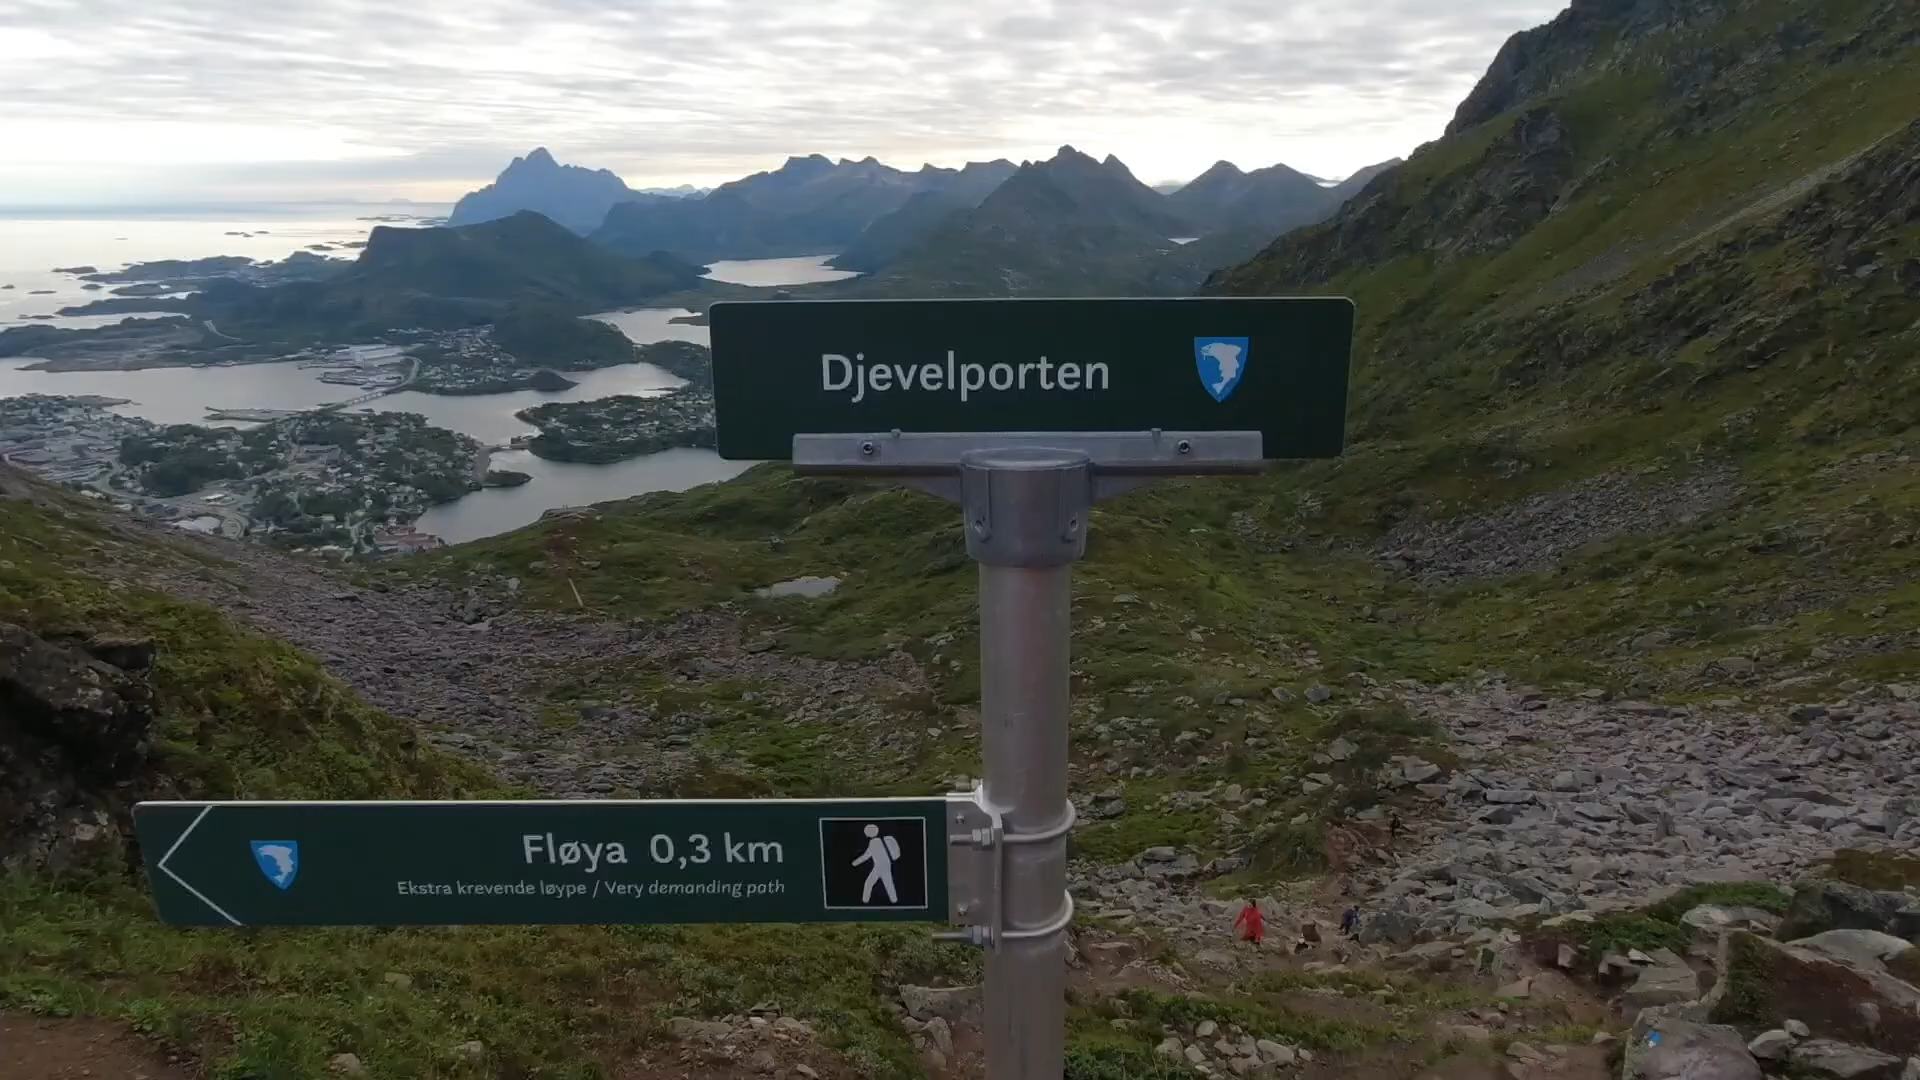 Djevelporten
Fløya 0,3 km
Ekstra krevende løype / Very demanding path